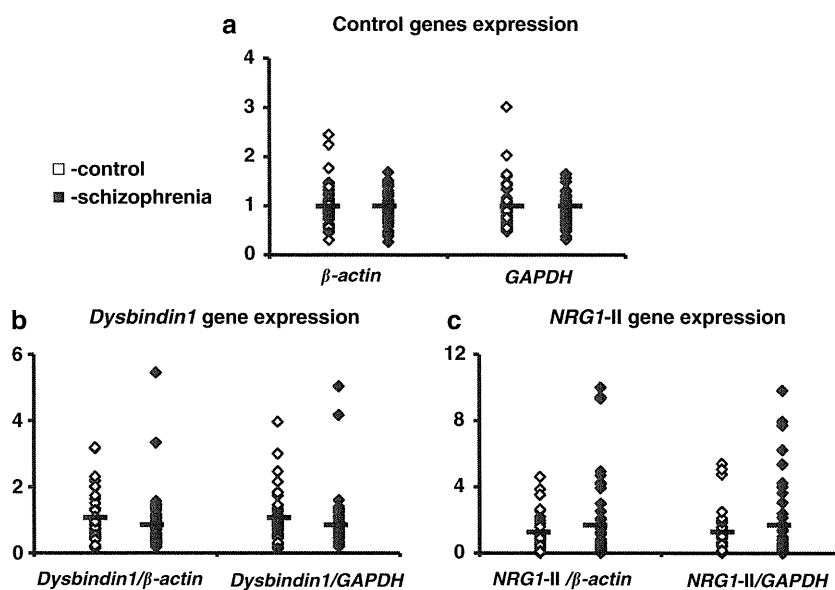 a Control genes expression
4
3
2
1
0
-control
-schizophrenia
β-actin GAPDH
b Dysbindin1 gene expression
6
4
2
0
Dysbindin1/β-actin Dysbindin1/GAPDH
c NRG1-II gene expression
12
8
4
0
NRG1-II /β-actin NRG1-II/GAPDH